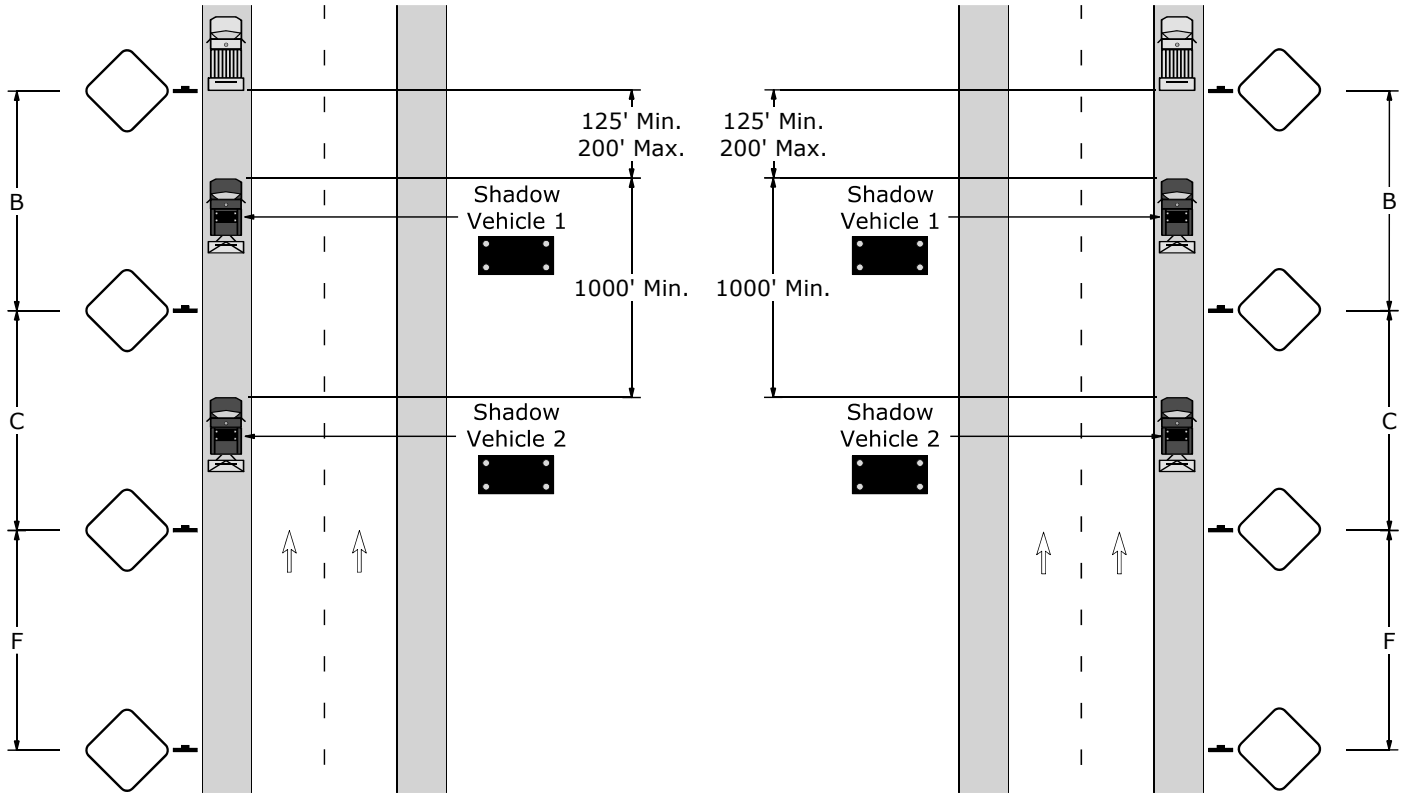 125' Min.
200' Max.
125' Min.
200' Max.
B
Shadow
Vehicle 1
Shadow
Vehicle 1
B
1000' Min.
1000' Min.
C
Shadow
Vehicle 2
Shadow
Vehicle 2
C
F
F